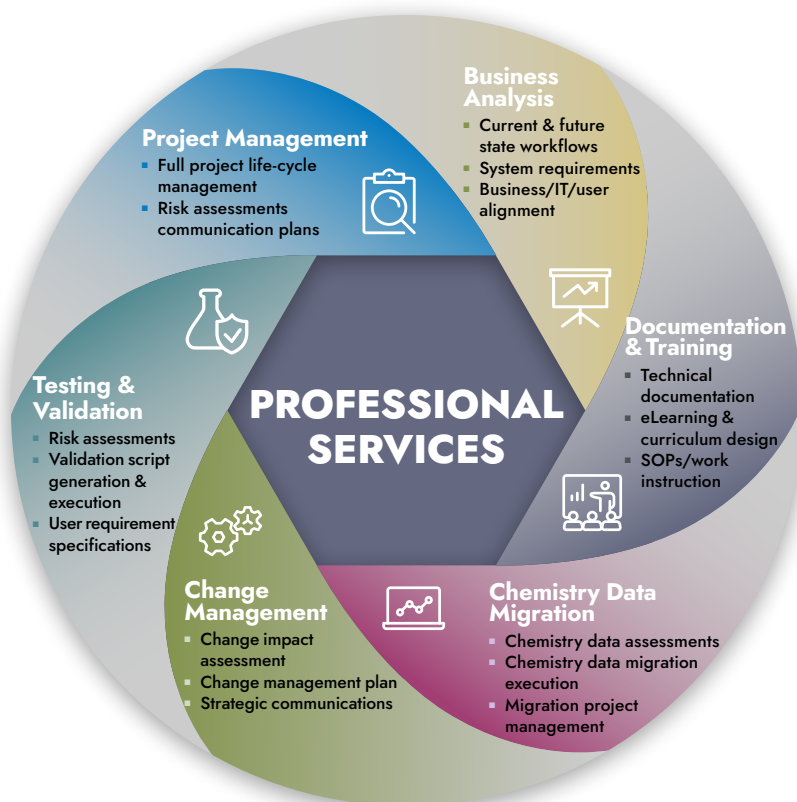 PROFESSIONAL
SERVICES
Project Management
▪ Full project life-cycle
management
▪ Risk assessments
communication plans
Business
Analysis
▪ Current & future
state workflows
▪ System requirements
▪ Business/IT/user
alignment
Documentation
& Training
▪ Technical
documentation
▪ eLearning &
curriculum design
▪ SOPs/work
instruction
Chemistry Data
Migration
▪ Chemistry data assessments
▪ Chemistry data migration
execution
▪ Migration project
management
Change
Management
▪ Change impact
assessment
▪ Change management plan
▪ Strategic communications
Testing &
Validation
▪ Risk assessments
▪ Validation script
generation &
execution
▪ User requirement
specifications